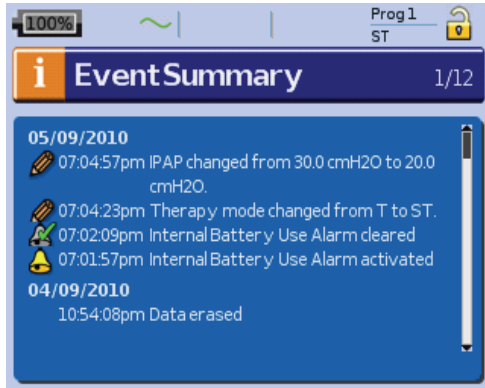 100%
Prog 1
ST
i EventSummary 1/12
05/09/2010
07:04:57pm IPAP changed from 30.0 cmH2O to 20.0
cmH2O.
07:04:23pm Therapy mode changed from T to ST.
07:02:09pm Internal Battery Use Alarm cleared
07:01:57pm Internal Battery Use Alarm activated
04/09/2010
10:54:08pm Data erased